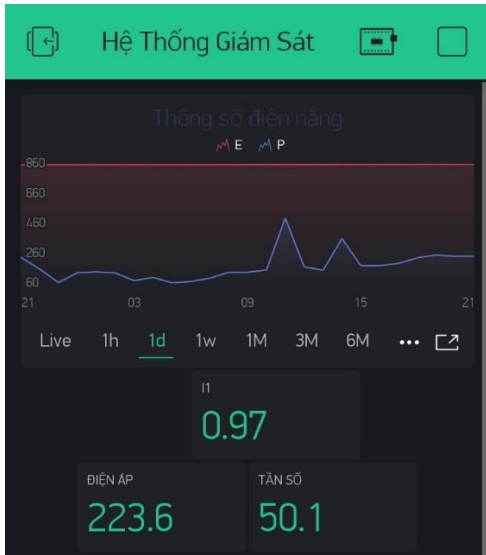 Hệ Thống Giám Sát
Thông số điện năng
E P
860
660
460
260
60
21 03 09 15 21
Live 1h 1d 1w 1M 3M 6M
I1
0.97
ĐIỆN ÁP TẦN SỐ
223.6 50.1